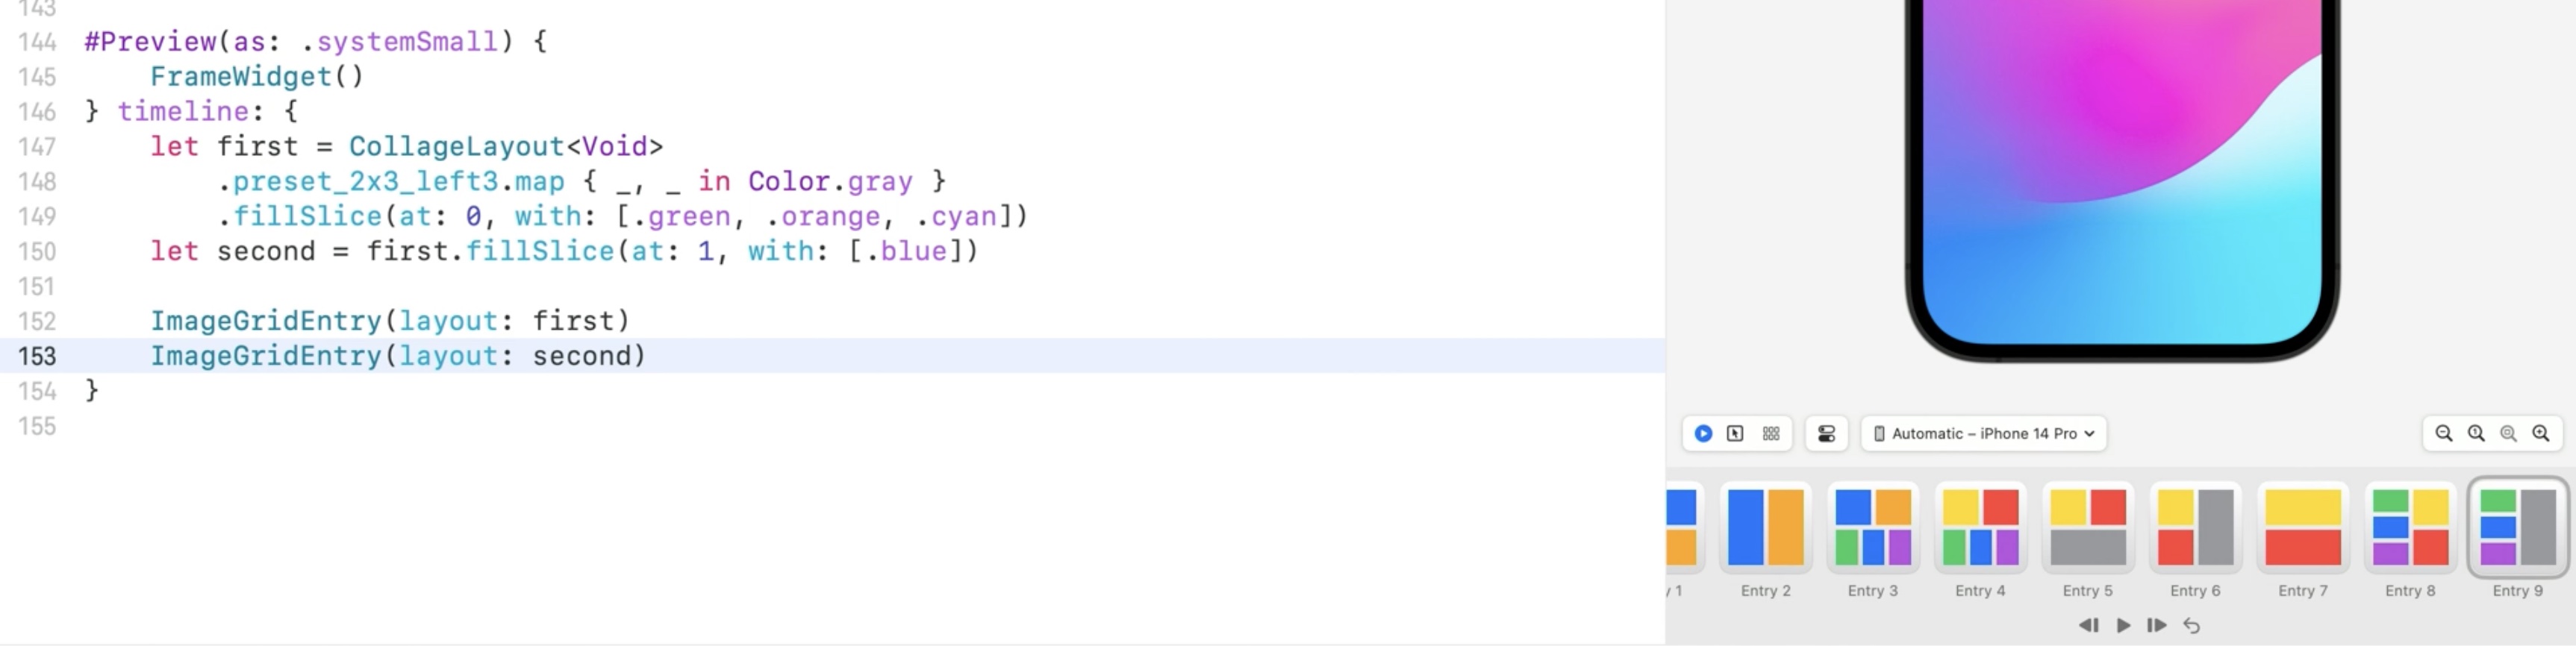 143
144 #Preview(as: .systemSmall) {
145     FrameWidget()
146 } timeline: {
147     let first = CollageLayout<Void>
148         .preset_2x3_left3.map { _, _ in Color.gray }
149         .fillSlice(at: 0, with: [.green, .orange, .cyan])
150     let second = first.fillSlice(at: 1, with: [.blue])
151
152     ImageGridEntry(layout: first)
153     ImageGridEntry(layout: second)
154 }
155
Automatic – iPhone 14 Pro
y 1 Entry 2 Entry 3 Entry 4 Entry 5 Entry 6 Entry 7 Entry 8 Entry 9